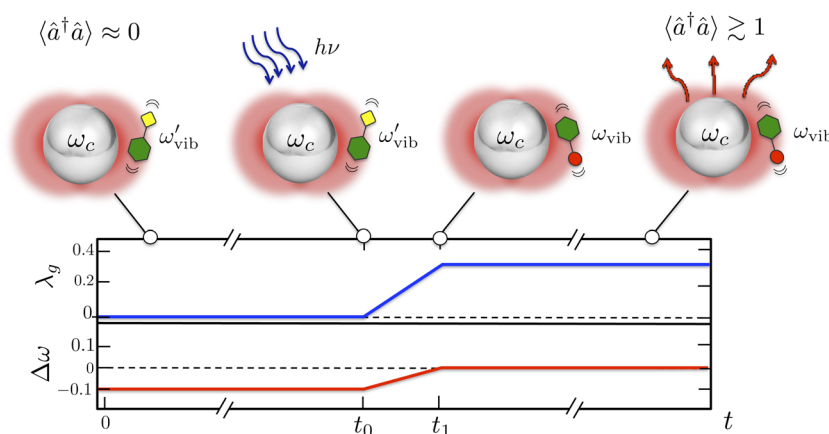 ⟨â†â⟩ ≈ 0
hν
⟨â†â⟩ ≳ 1
ω_c
ω′_vib
ω_c
ω′_vib
ω_c
ω_vib
ω_c
ω_vib
λ_g
0.4
0.2
0
Δω
0.1
0
−0.1
0
t_0
t_1
t